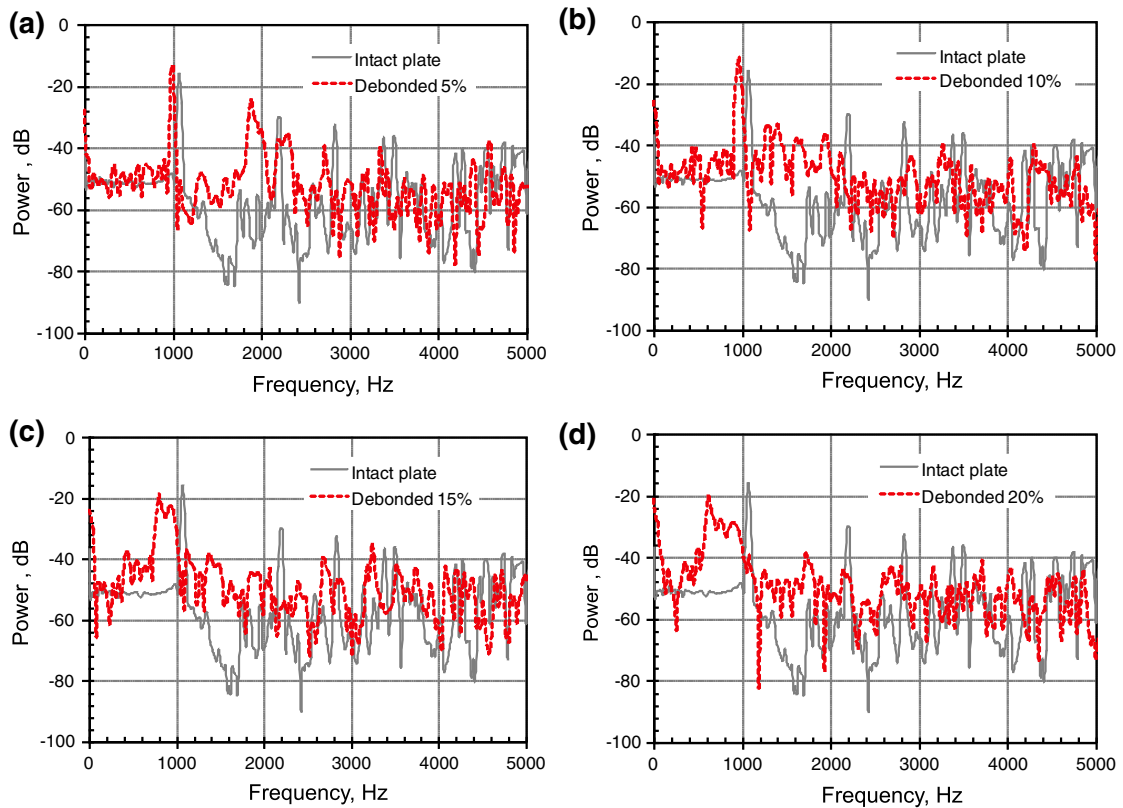 (a)
0
-20
-40
-60
-80
-100
Power , dB
Intact plate
Debonded 5%
0 1000 2000 3000 4000 5000
Frequency, Hz
(b)
0
-20
-40
-60
-80
-100
Power , dB
Intact plate
Debonded 10%
0 1000 2000 3000 4000 5000
Frequency, Hz
(c)
0
-20
-40
-60
-80
-100
Power , dB
Intact plate
Debonded 15%
0 1000 2000 3000 4000 5000
Frequency, Hz
(d)
0
-20
-40
-60
-80
-100
Power , dB
Intact plate
Debonded 20%
0 1000 2000 3000 4000 5000
Frequency, Hz